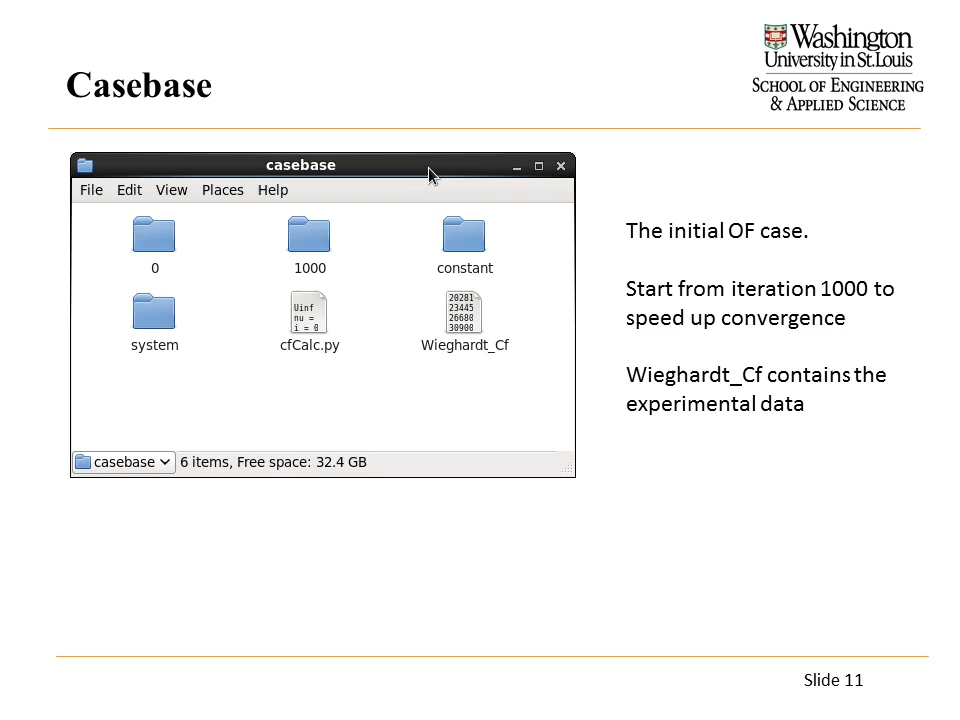 Washington
University in St. Louis
SCHOOL OF ENGINEERING
& APPLIED SCIENCE
Casebase
casebase
File Edit View Places Help
0 1000 constant
Uinf
nu =
i = 0
20281
23445
26680
30900
system cfCalc.py Wieghardt_Cf
casebase 6 items, Free space: 32.4 GB
The initial OF case.
Start from iteration 1000 to
speed up convergence
Wieghardt_Cf contains the
experimental data
Slide 11